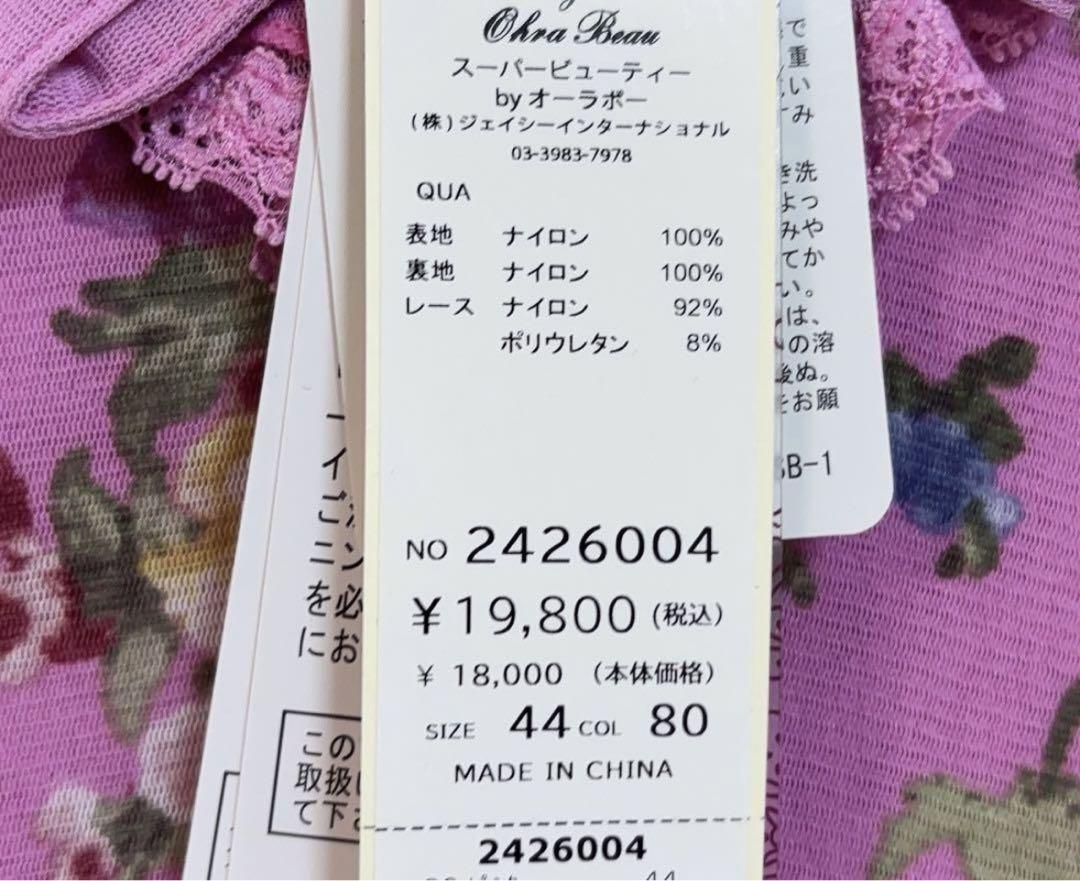 Ohra Beau
スーパービューティー
by オーラボー
(株)ジェイシーインターナショナル
03-3983-7978
QUA
表地 ナイロン 100%
裏地 ナイロン 100%
レース ナイロン 92%
ポリウレタン 8%
NO 2426004
¥19,800 (税込)
¥ 18,000 (本体価格)
SIZE 44 COL 80
MADE IN CHINA
2426004
で
重
い
み
洗
よっ
みや
てか
い。
は、
の溶
後ぬ。
をお願
B-1
イ
ご
ニン
を必
にお
この
取扱
て下